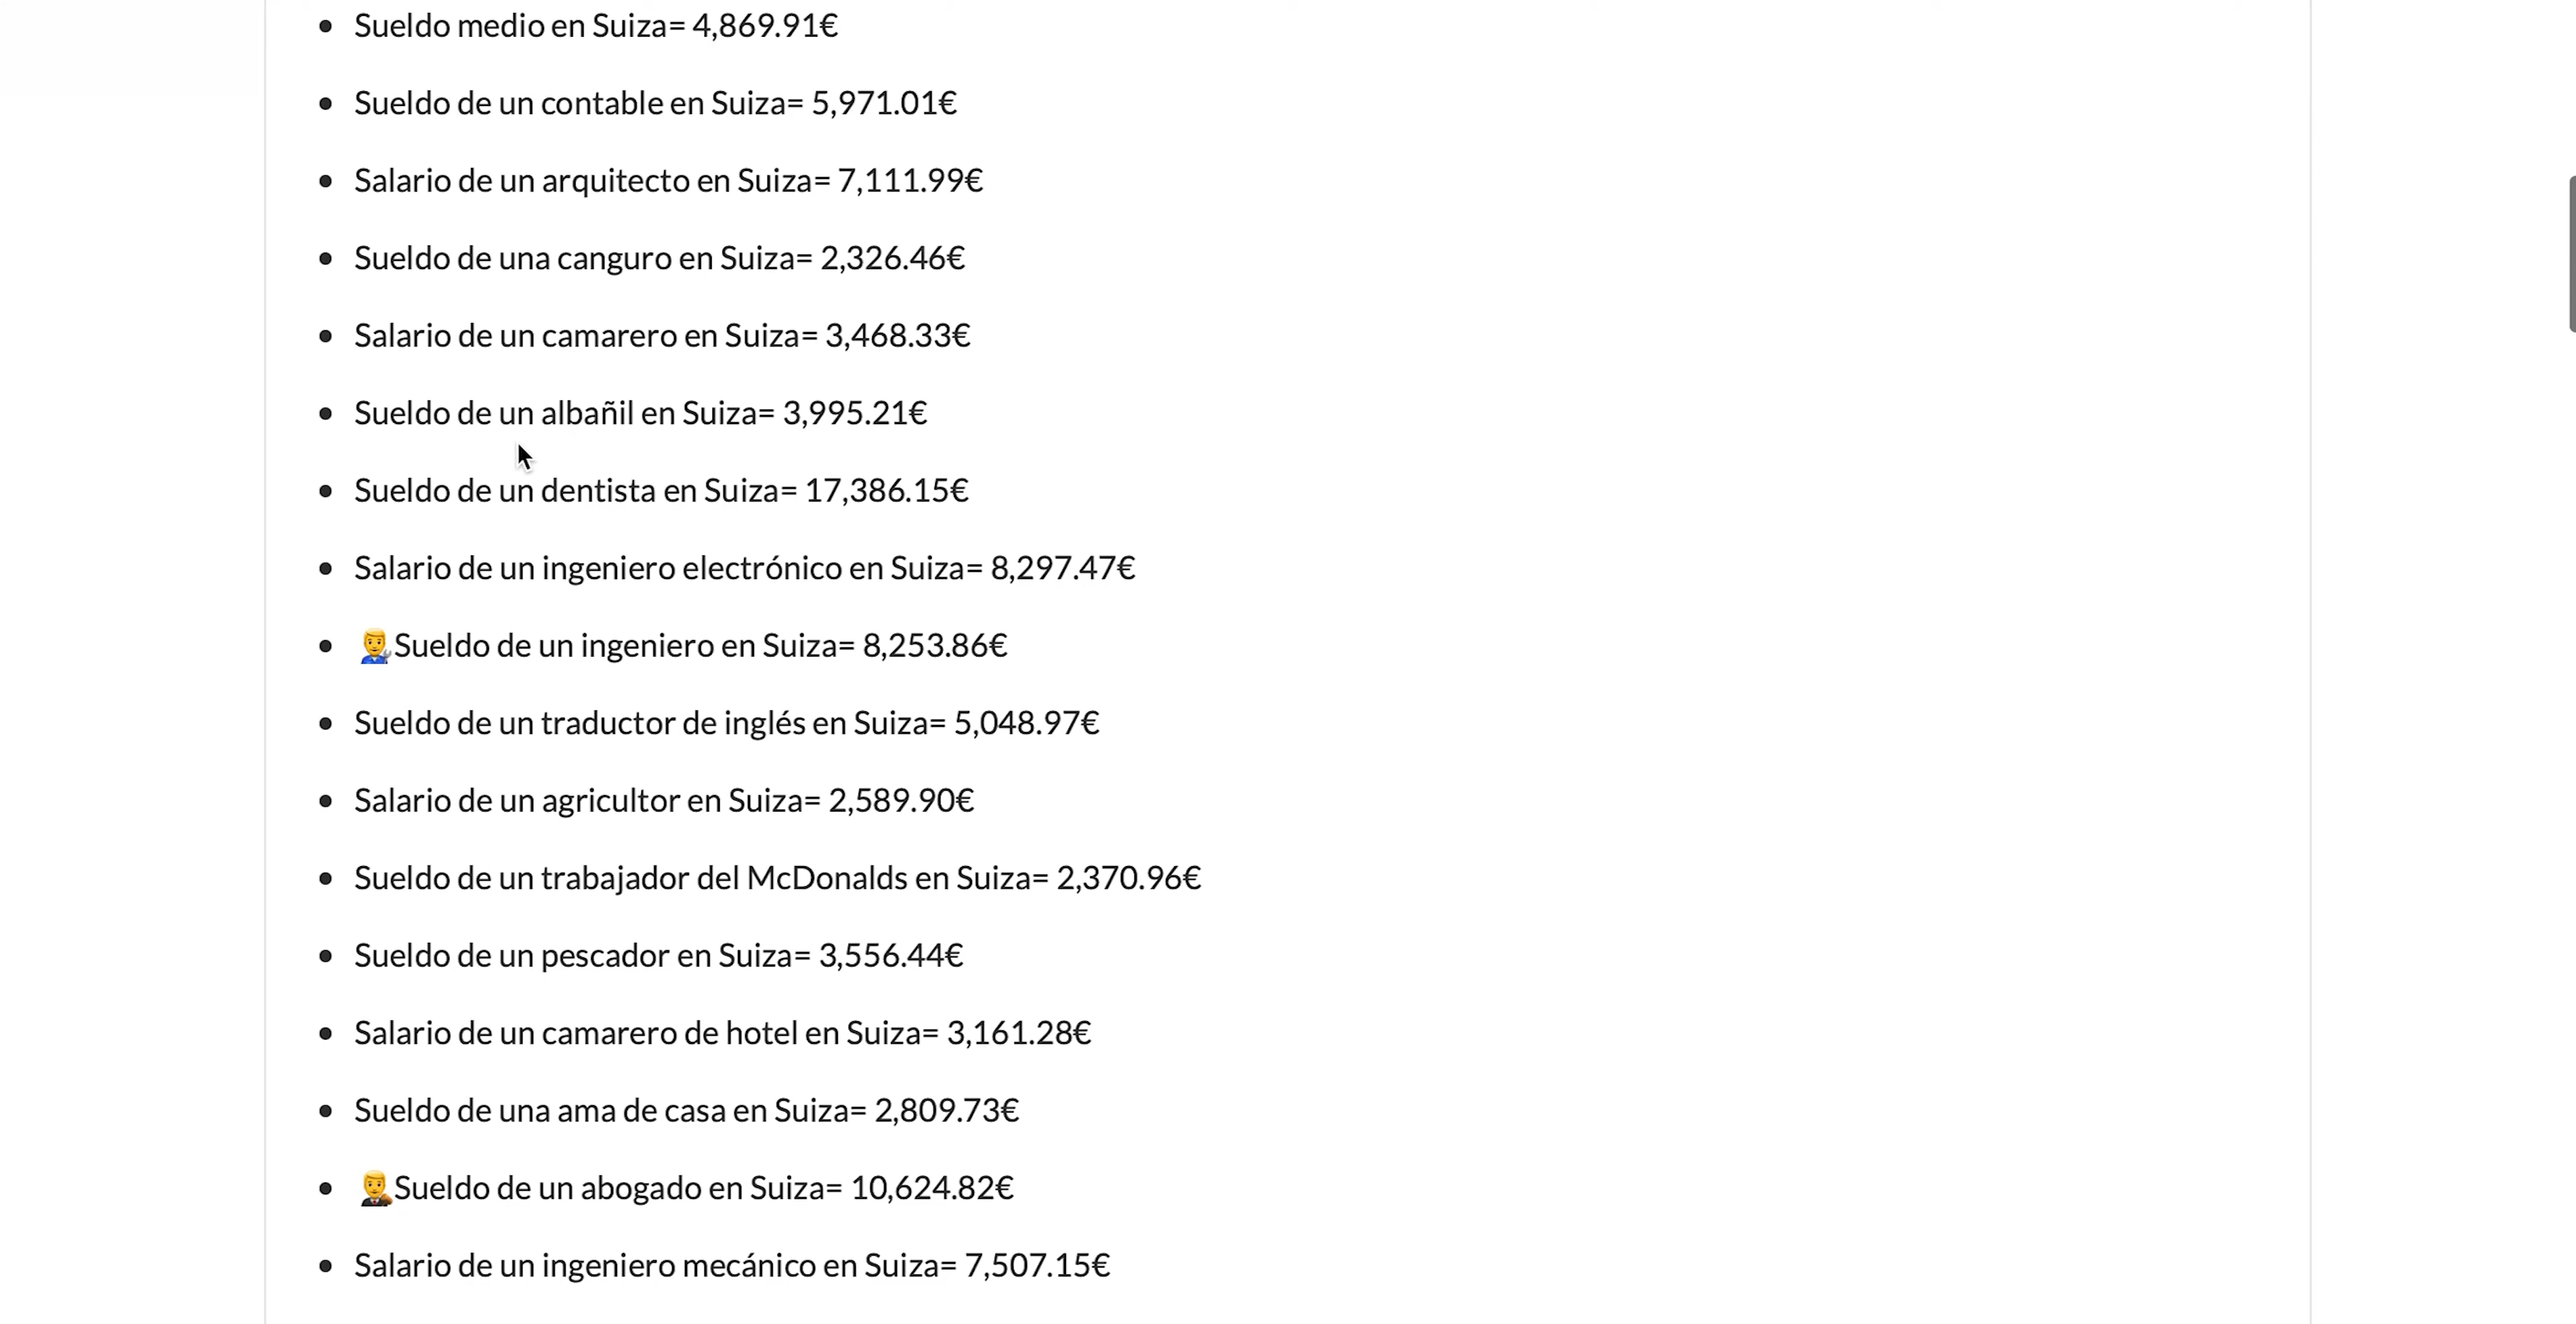 Sueldo medio en Suiza= 4,869.91€
Sueldo de un contable en Suiza= 5,971.01€
Salario de un arquitecto en Suiza= 7,111.99€
Sueldo de una canguro en Suiza= 2,326.46€
Salario de un camarero en Suiza= 3,468.33€
Sueldo de un albañil en Suiza= 3,995.21€
Sueldo de un dentista en Suiza= 17,386.15€
Salario de un ingeniero electrónico en Suiza= 8,297.47€
Sueldo de un ingeniero en Suiza= 8,253.86€
Sueldo de un traductor de inglés en Suiza= 5,048.97€
Salario de un agricultor en Suiza= 2,589.90€
Sueldo de un trabajador del McDonalds en Suiza= 2,370.96€
Sueldo de un pescador en Suiza= 3,556.44€
Salario de un camarero de hotel en Suiza= 3,161.28€
Sueldo de una ama de casa en Suiza= 2,809.73€
Sueldo de un abogado en Suiza= 10,624.82€
Salario de un ingeniero mecánico en Suiza= 7,507.15€